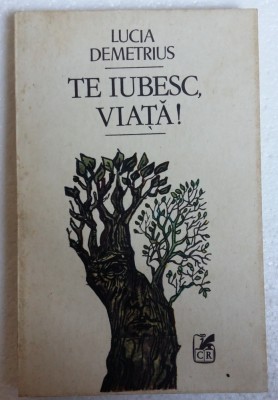 LUCIA
DEMETRIUS
TE IUBESC,
VIAȚĂ!
CR